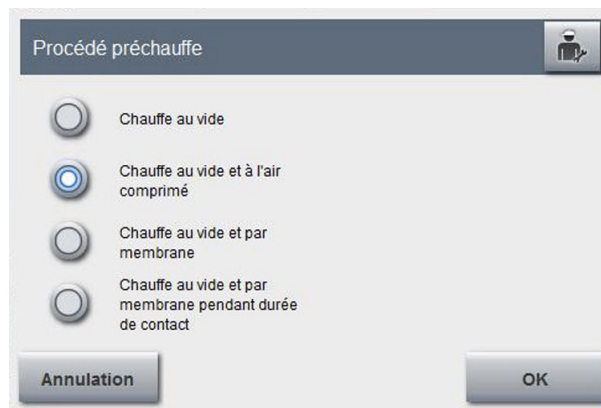 Procédé préchauffe
Chauffe au vide
Chauffe au vide et à l'air
comprimé
Chauffe au vide et par
membrane
Chauffe au vide et par
membrane pendant durée
de contact
Annulation
OK